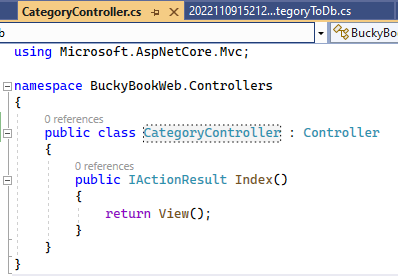 CategoryController.cs 2022110915212...tegoryToDb.cs
b BuckyBook
using Microsoft.AspNetCore.Mvc;
namespace BuckyBookWeb.Controllers
{
0 references
public class CategoryController : Controller
{
0 references
public IActionResult Index()
{
return View();
}
}
}